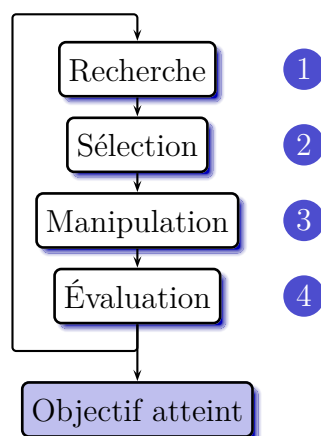 Recherche 1
Sélection 2
Manipulation 3
Évaluation 4
Objectif atteint